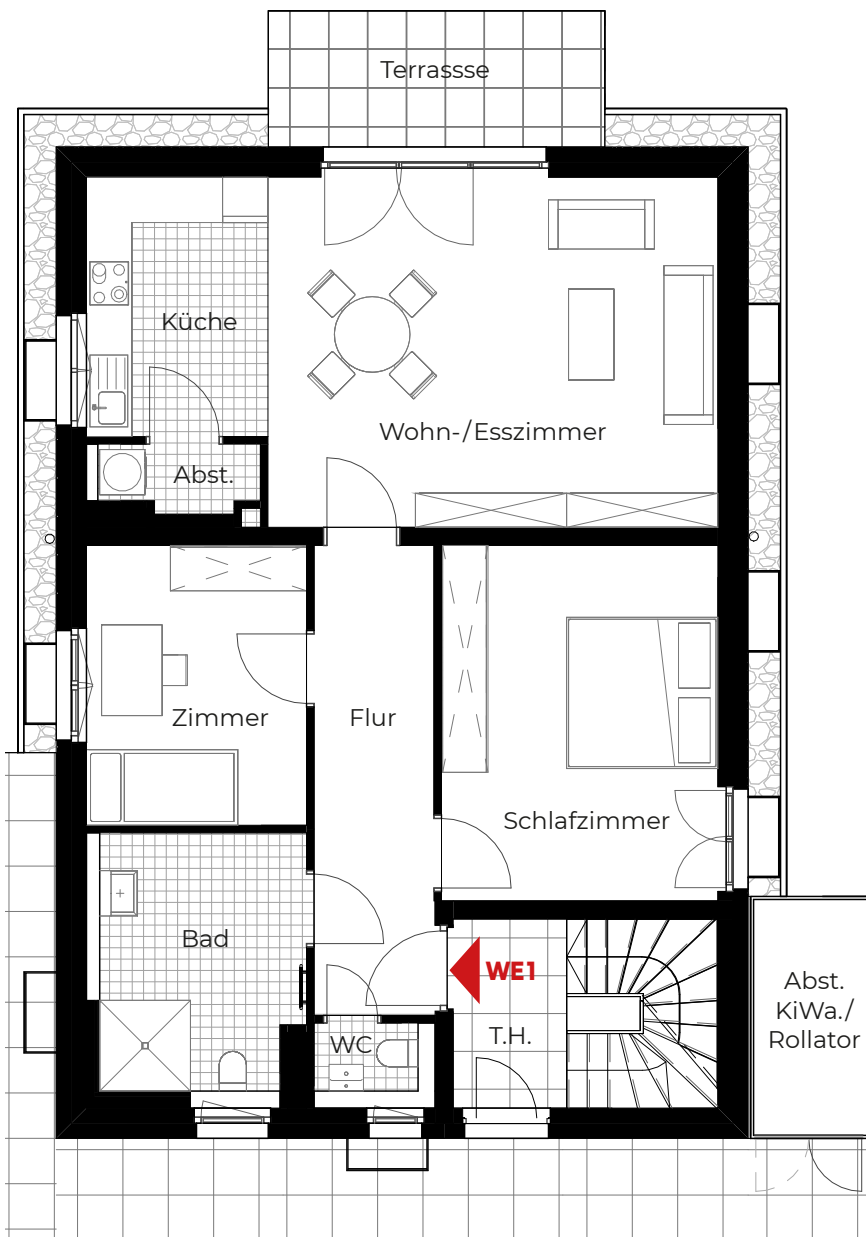 Terrassse
Küche
Wohn-/Esszimmer
Abst.
Zimmer
Flur
Schlafzimmer
Bad
WE1
WC
T.H.
Abst.
KiWa./
Rollator